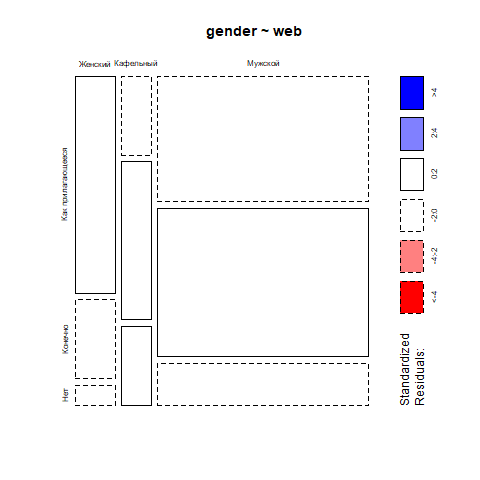 gender ~ web
Женский Кафельный Мужской
Как прилагающееся
Конечно
Нет
>4
2:4
0:2
-2:0
-4:-2
<-4
Standardized
Residuals: